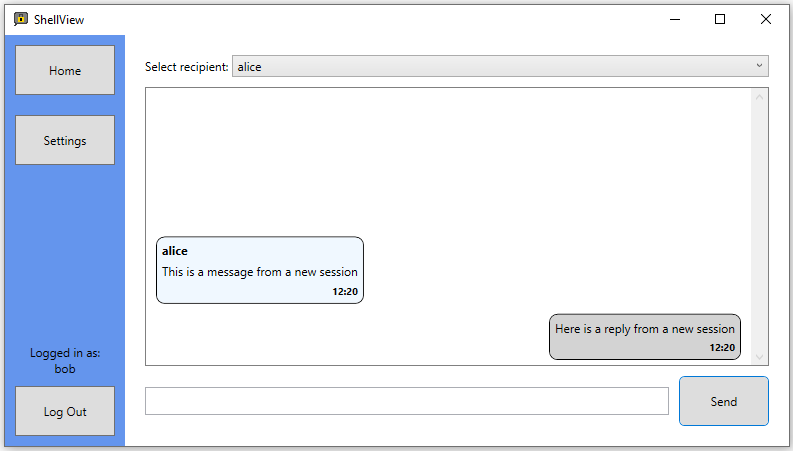 ShellView
Home
Settings
Logged in as:
bob
Log Out
Select recipient: alice
alice
This is a message from a new session
12:20
Here is a reply from a new session
12:20
Send